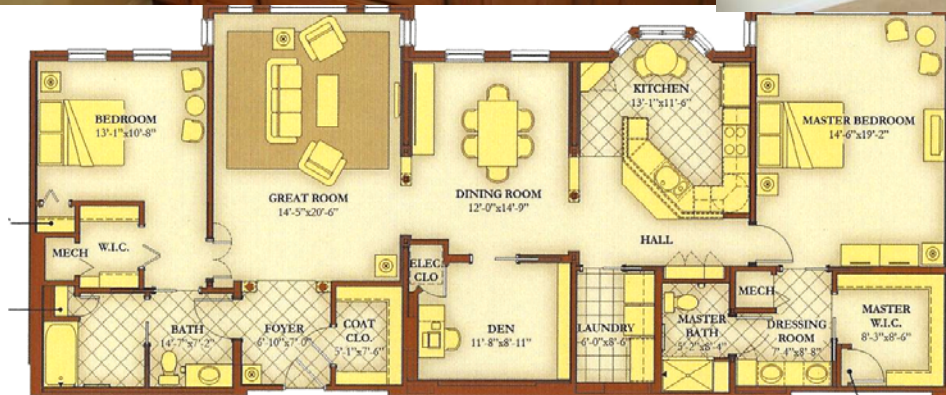 BEDROOM
13'-1"x10'-8"
GREAT ROOM
14'-5"x20'-6"
DINING ROOM
12'-0"x14'-9"
KITCHEN
13'-1"x11'-6"
MASTER BEDROOM
14'-6"x19'-2"
HALL
MECH
W.I.C.
BATH
14'-7"x7'-2"
FOYER
6'-10"x7'-0"
COAT
CLO.
5'-1"x7'-6"
ELEC.
CLO
DEN
11'-8"x8'-11"
LAUNDRY
6'-0"x8'-6"
MASTER
BATH
5'-2"x8'-4"
MECH
DRESSING
ROOM
7'-4"x8'-8"
MASTER
W.I.C.
8'-3"x8'-6"